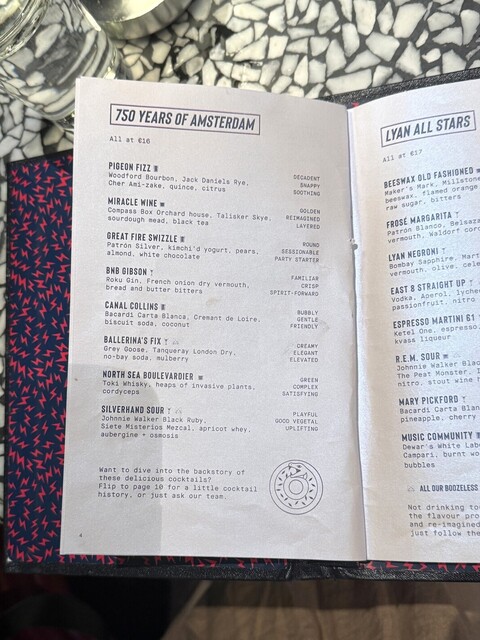 750 YEARS OF AMSTERDAM
All at €16
PIGEON FIZZ
Woodford Bourbon, Jack Daniels Rye,
Cher Ami-zake, quince, citrus
DECADENT
SNAPPY
SOOTHING
MIRACLE WINE
Compass Box Orchard house, Talisker Skye,
sourdough mead, black tea
GOLDEN
REIMAGINED
LAYERED
GREAT FIRE SWIZZLE
Patrón Silver, kimchi'd yogurt, pears,
almond, white chocolate
ROUND
SESSIONABLE
PARTY STARTER
BNB GIBSON
Roku Gin, French onion dry vermouth,
bread and butter bitters
FAMILIAR
CRISP
SPIRIT-FORWARD
CANAL COLLINS
Bacardi Carta Blanca, Cremant de Loire,
biscuit soda, coconut
BUBBLY
GENTLE
FRIENDLY
BALLERINA'S FIX
Grey Goose, Tanqueray London Dry,
no-bay soda, mulberry
CREAMY
ELEGANT
ELEVATED
NORTH SEA BOULEVARDIER
Toki Whisky, heaps of invasive plants,
cordyceps
GREEN
COMPLEX
SATISFYING
SILVERHAND SOUR
Johnnie Walker Black Ruby,
Siete Misterios Mezcal, apricot whey,
aubergine + osmosis
PLAYFUL
GOOD VEGETAL
UPLIFTING
Want to dive into the backstory of
these delicious cocktails?
Flip to page 10 for a little cocktail
history, or just ask our team.
4
LYAN ALL STARS
All at €17
BEESWAX OLD FASHIONED
Maker's Mark, Millstone
beeswax, flamed orange
raw sugar, bitters
FROSÉ MARGARITA
Patrón Blanco, Belsaz
vermouth, Waldorf cor
LYAN NEGRONI
Bombay Sapphire, Mart
vermouth, olive, cel
EAST 8 STRAIGHT UP
Vodka, Aperol, lyche
passionfruit, nitro
ESPRESSO MARTINI 61
Ketel One, espresso,
kvass liqueur
R.E.M. SOUR
Johnnie Walker Blac
The Peat Monster,
nitro, stout wine
MARY PICKFORD
Bacardi Carta Blan
pineapple, cherry
MUSIC COMMUNITY
Dewar's White Labe
Campari, burnt wo
bubbles
ALL OUR BOOZELESS
Not drinking to
the flavour pro
and re-imagined
just follow the